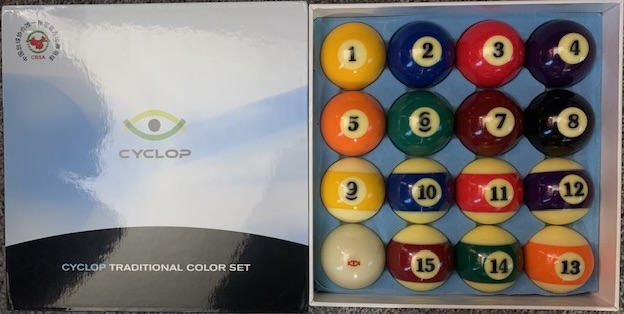 CBSA
CYCLOP
CYCLOP TRADITIONAL COLOR SET
1 2 3 4
5 6 7 8
9 10 11 12
15 14 13